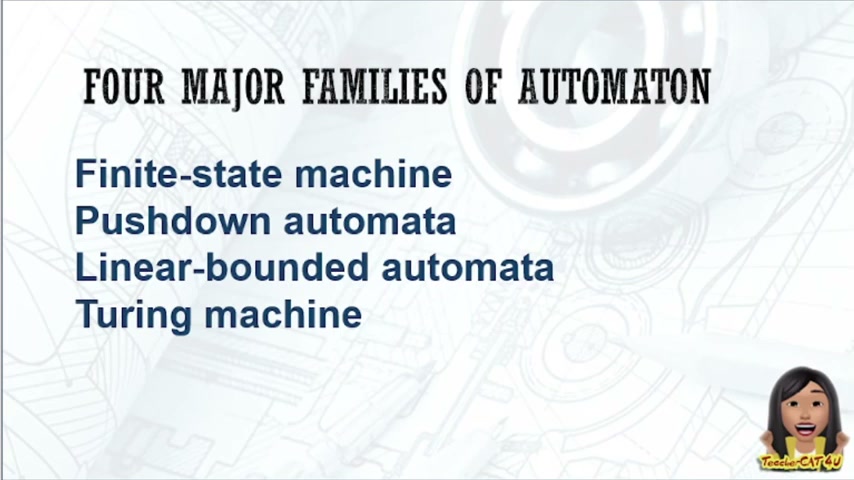 FOUR MAJOR FAMILIES OF AUTOMATON
Finite-state machine
Pushdown automata
Linear-bounded automata
Turing machine
TeacherCAT4U